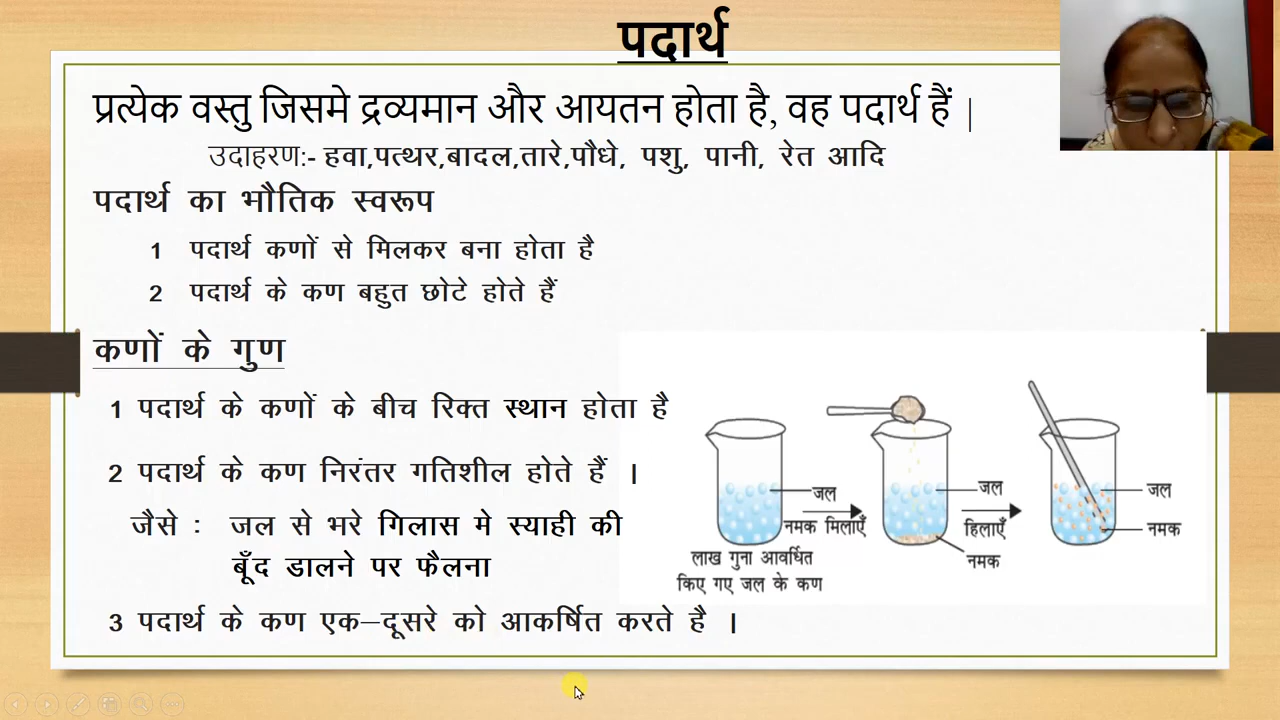 पदार्थ
प्रत्येक वस्तु जिसमे द्रव्यमान और आयतन होता है, वह पदार्थ हैं |
उदाहरण:- हवा,पत्थर,बादल,तारे,पौधे, पशु, पानी, रेत आदि
पदार्थ का भौतिक स्वरूप
1 पदार्थ कणों से मिलकर बना होता है
2 पदार्थ के कण बहुत छोटे होते हैं
कणों के गुण
1 पदार्थ के कणों के बीच रिक्त स्थान होता है
2 पदार्थ के कण निरंतर गतिशील होते हैं ।
जैसे : जल से भरे गिलास मे स्याही की
बूँद डालने पर फैलना
3 पदार्थ के कण एक–दूसरे को आकर्षित करते है ।
जल
नमक मिलाएँ
लाख गुना आवर्धित
किए गए जल के कण
जल
हिलाएँ
नमक
जल
नमक